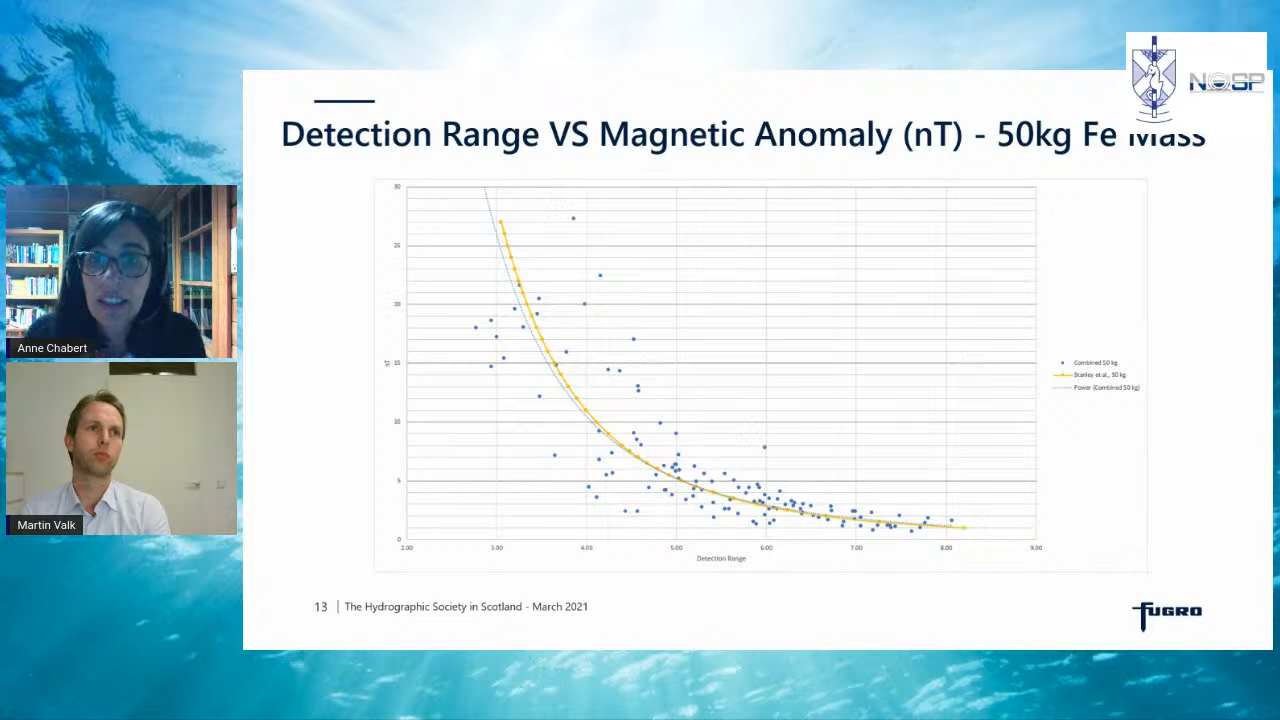 NOSP
Detection Range VS Magnetic Anomaly (nT) - 50kg Fe Mass
30
25
20
15
10
5
0
nT
2.00 3.00 4.00 5.00 6.00 7.00 8.00 9.00
Detection Range
Combined 50 kg
Stanley et al., 50 kg
Power (Combined 50 kg)
Anne Chabert
Martin Valk
13 | The Hydrographic Society in Scotland - March 2021
FUGRO